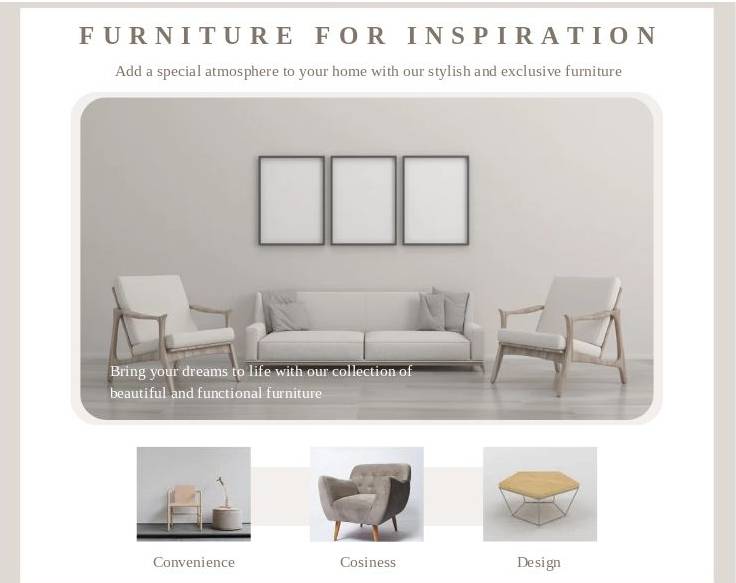 FURNITURE FOR INSPIRATION
Add a special atmosphere to your home with our stylish and exclusive furniture
Bring your dreams to life with our collection of
beautiful and functional furniture
Convenience
Cosiness
Design